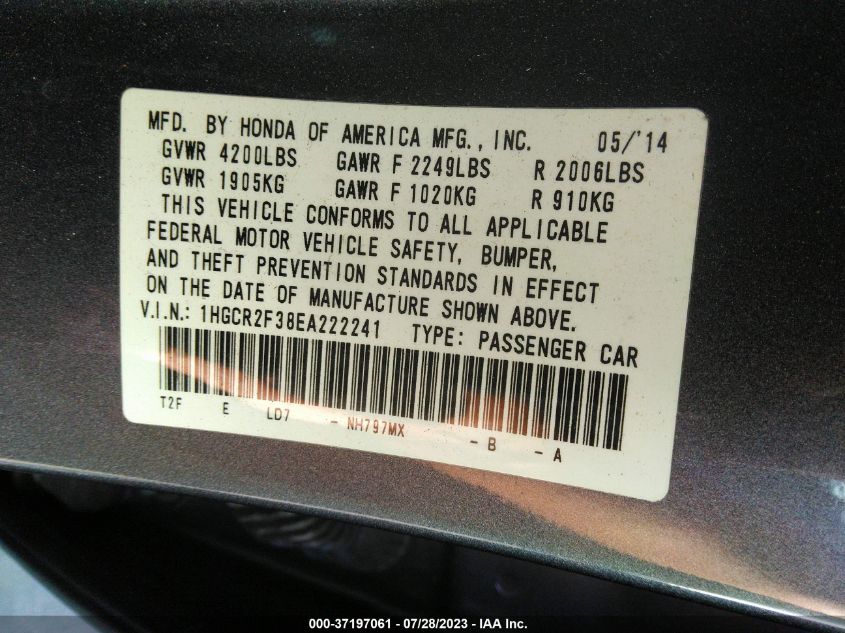 MFD. BY HONDA OF AMERICA MFG., INC. 05/'14
GVWR 4200LBS GAWR F 2249LBS R 2006LBS
GVWR 1905KG GAWR F 1020KG R 910KG
THIS VEHICLE CONFORMS TO ALL APPLICABLE
FEDERAL MOTOR VEHICLE SAFETY, BUMPER,
AND THEFT PREVENTION STANDARDS IN EFFECT
ON THE DATE OF MANUFACTURE SHOWN ABOVE.
V.I.N.: 1HGCR2F38EA222241 TYPE: PASSENGER CAR
T2F E LD7 - NH797MX - B - A
000-37197061 - 07/28/2023 - IAA Inc.